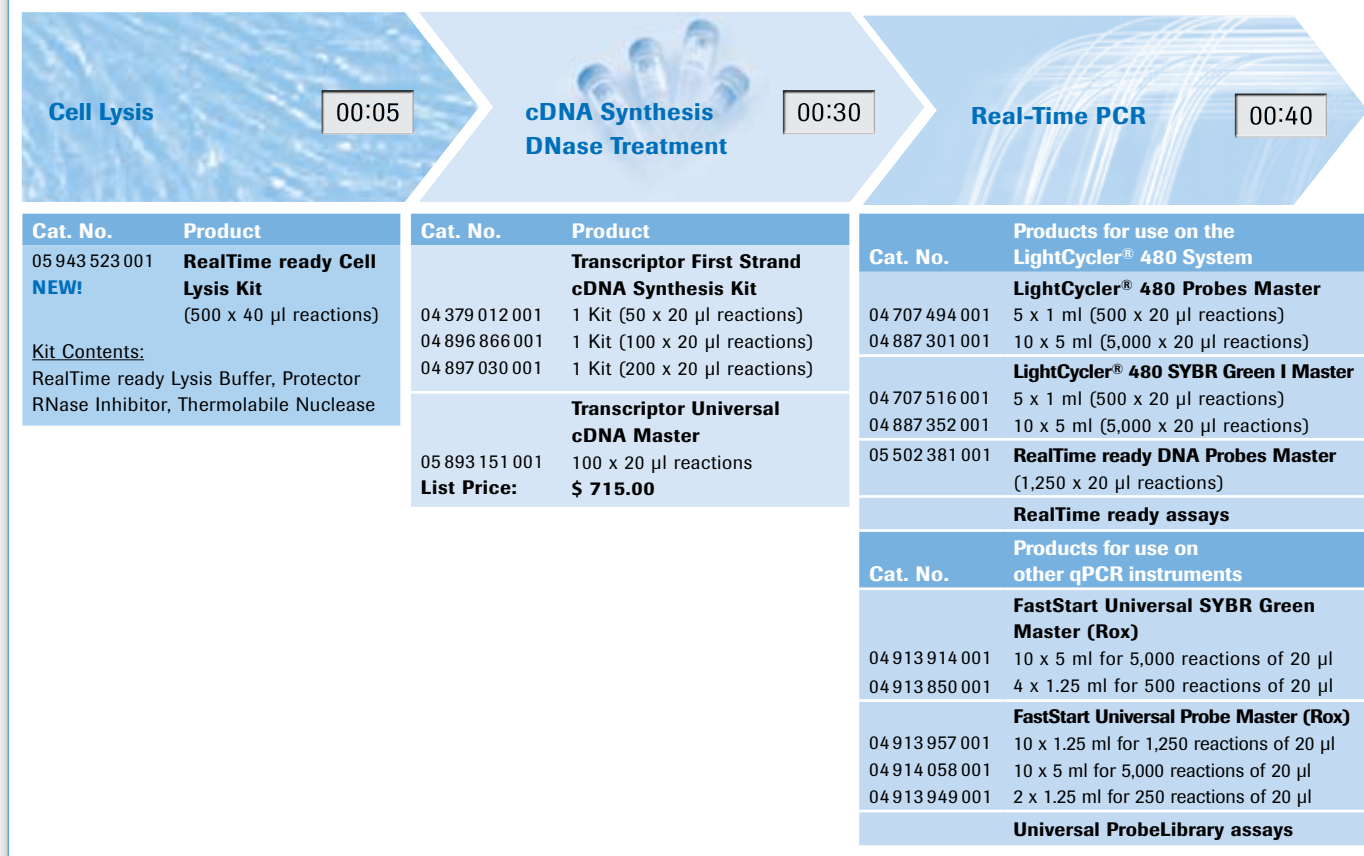 Cell Lysis
00:05
cDNA Synthesis
DNase Treatment
00:30
Real-Time PCR
00:40
Cat. No. Product
05 943 523 001 RealTime ready Cell
NEW! Lysis Kit
(500 x 40 µl reactions)
Kit Contents:
RealTime ready Lysis Buffer, Protector
RNase Inhibitor, Thermolabile Nuclease
Cat. No. Product
Transcriptor First Strand
cDNA Synthesis Kit
04 379 012 001 1 Kit (50 x 20 µl reactions)
04 896 866 001 1 Kit (100 x 20 µl reactions)
04 897 030 001 1 Kit (200 x 20 µl reactions)
Transcriptor Universal
cDNA Master
05 893 151 001 100 x 20 µl reactions
List Price: $ 715.00
Products for use on the
Cat. No. LightCycler® 480 System
LightCycler® 480 Probes Master
04 707 494 001 5 x 1 ml (500 x 20 µl reactions)
04 887 301 001 10 x 5 ml (5,000 x 20 µl reactions)
LightCycler® 480 SYBR Green I Master
04 707 516 001 5 x 1 ml (500 x 20 µl reactions)
04 887 352 001 10 x 5 ml (5,000 x 20 µl reactions)
05 502 381 001 RealTime ready DNA Probes Master
(1,250 x 20 µl reactions)
RealTime ready assays
Products for use on
Cat. No. other qPCR instruments
FastStart Universal SYBR Green
Master (Rox)
04 913 914 001 10 x 5 ml for 5,000 reactions of 20 µl
04 913 850 001 4 x 1.25 ml for 500 reactions of 20 µl
FastStart Universal Probe Master (Rox)
04 913 957 001 10 x 1.25 ml for 1,250 reactions of 20 µl
04 914 058 001 10 x 5 ml for 5,000 reactions of 20 µl
04 913 949 001 2 x 1.25 ml for 250 reactions of 20 µl
Universal ProbeLibrary assays